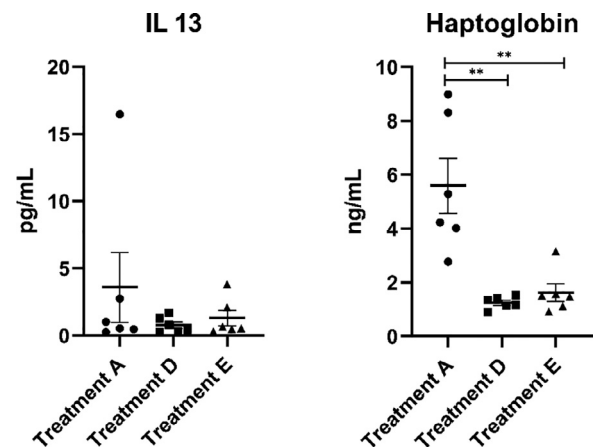 IL 13
pg/mL
20
15
10
5
0
Treatment A
Treatment D
Treatment E
Haptoglobin
**
**
ng/mL
10
8
6
4
2
0
Treatment A
Treatment D
Treatment E